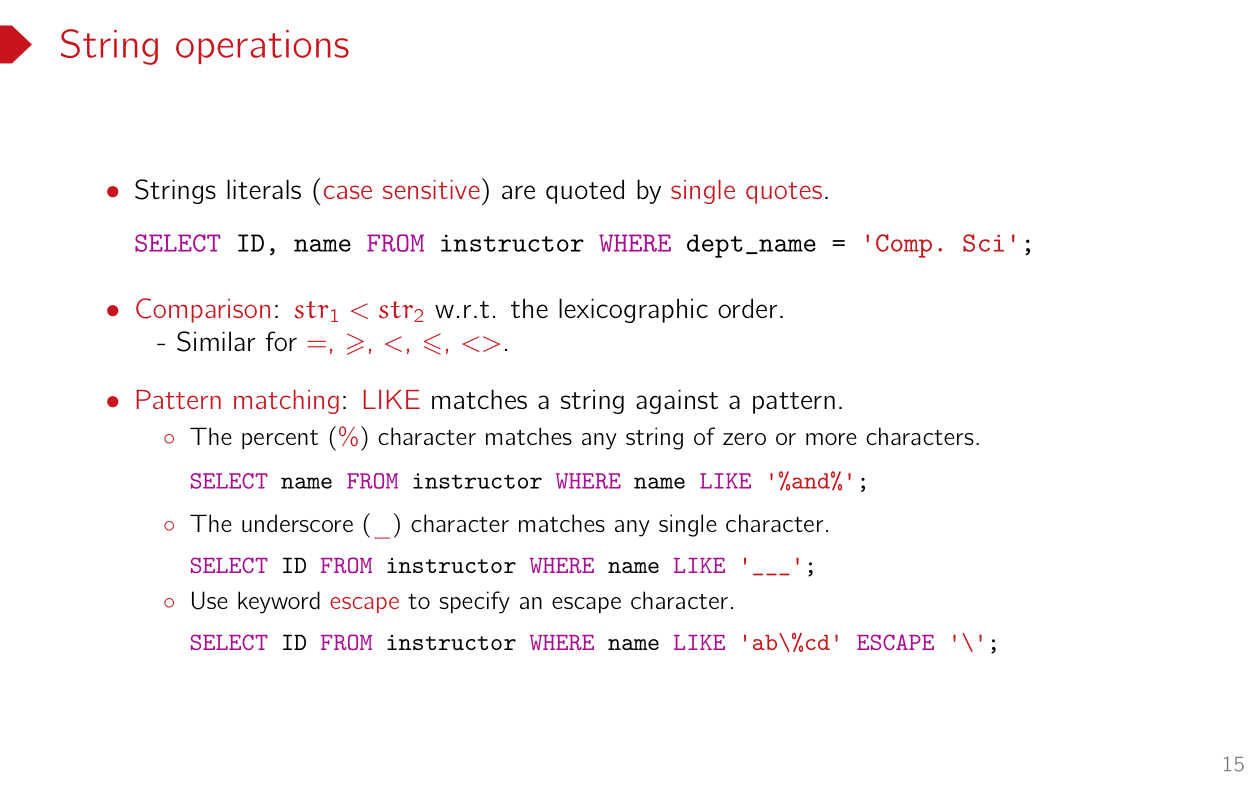 String operations
• Strings literals (case sensitive) are quoted by single quotes.
SELECT ID, name FROM instructor WHERE dept_name = 'Comp. Sci';
• Comparison: str₁ < str₂ w.r.t. the lexicographic order.
- Similar for =, ⩾, <, ⩽, <>.
• Pattern matching: LIKE matches a string against a pattern.
◦ The percent (%) character matches any string of zero or more characters.
SELECT name FROM instructor WHERE name LIKE '%and%';
◦ The underscore (_) character matches any single character.
SELECT ID FROM instructor WHERE name LIKE '___';
◦ Use keyword escape to specify an escape character.
SELECT ID FROM instructor WHERE name LIKE 'ab\%cd' ESCAPE '\';
15